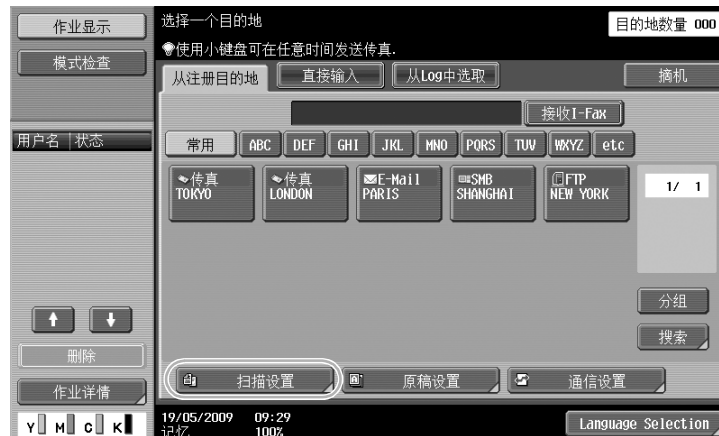 作业显示
模式检查
用户名 状态
删除
作业详情
Y M C K
选择一个目的地
目的地数量 000
使用小键盘可在任意时间发送传真.
从注册目的地 直接输入 从Log中选取 摘机
接收I-Fax
常用 ABC DEF GHI JKL MNO PQRS TUV WXYZ etc
传真 TOKYO
传真 LONDON
E-Mail PARIS
SMB SHANGHAI
FTP NEW YORK
1/ 1
分组
搜索
扫描设置 原稿设置 通信设置
19/05/2009 09:29
记忆 100%
Language Selection